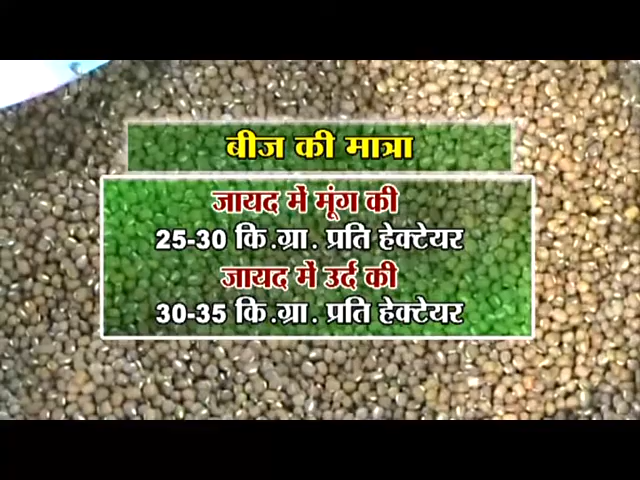 बीज की मात्रा
जायद में मूंग की
25-30 कि.ग्रा. प्रति हेक्टेयर
जायद में उर्द की
30-35 कि.ग्रा. प्रति हेक्टेयर